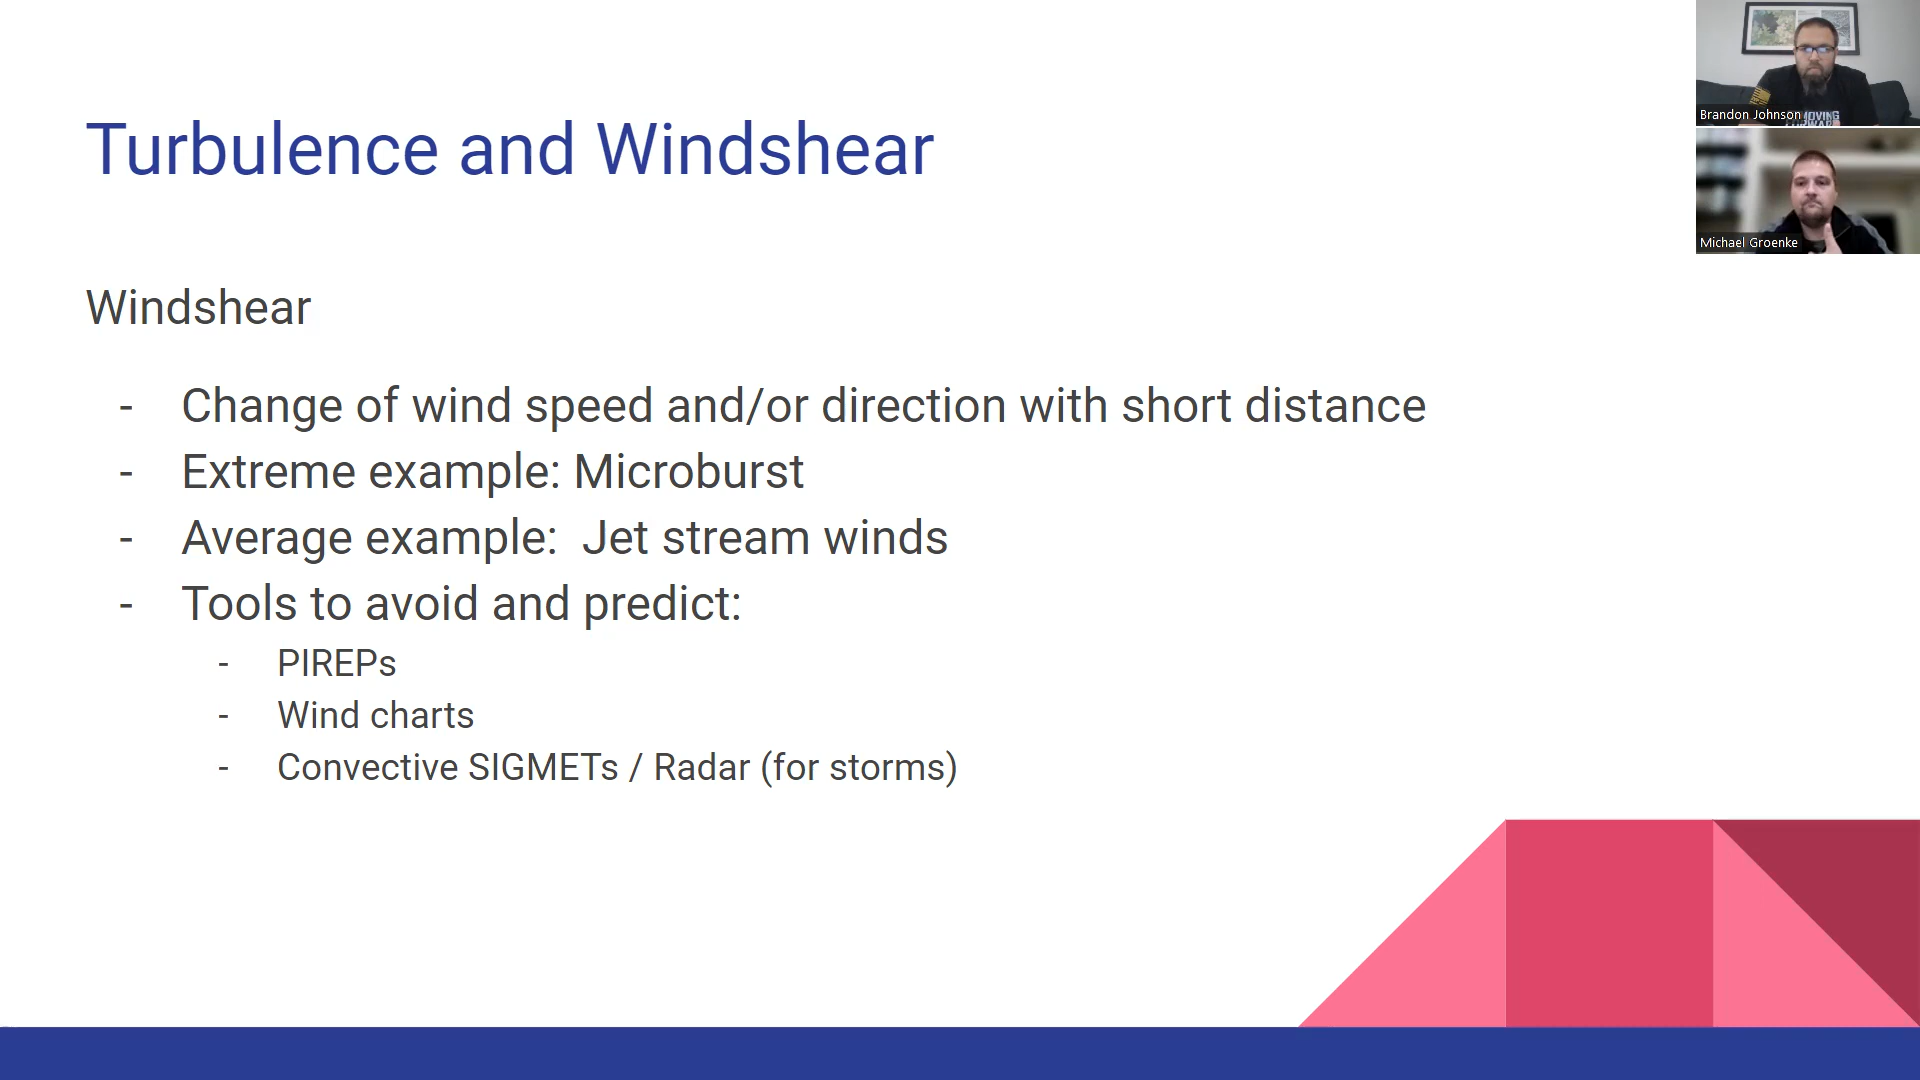 Turbulence and Windshear
Windshear
- Change of wind speed and/or direction with short distance
- Extreme example: Microburst
- Average example:  Jet stream winds
- Tools to avoid and predict:
- PIREPs
- Wind charts
- Convective SIGMETs / Radar (for storms)
Brandon Johnson
Michael Groenke